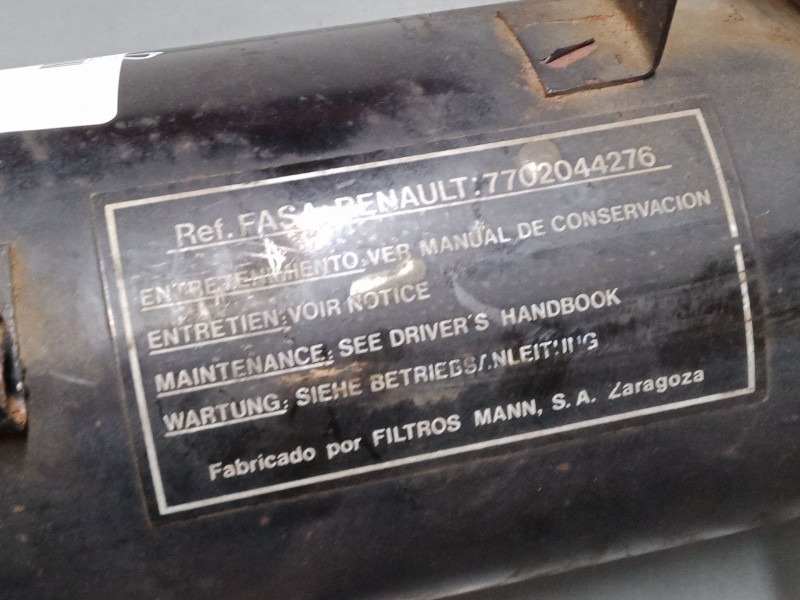 Ref. FASA-RENAULT: 7702044276
ENTRETENIMIENTO: VER MANUAL DE CONSERVACION
ENTRETIEN: VOIR NOTICE
MAINTENANCE: SEE DRIVER'S HANDBOOK
WARTUNG: SIEHE BETRIEBSANLEITUNG
Fabricado por FILTROS MANN, S.A. Zaragoza